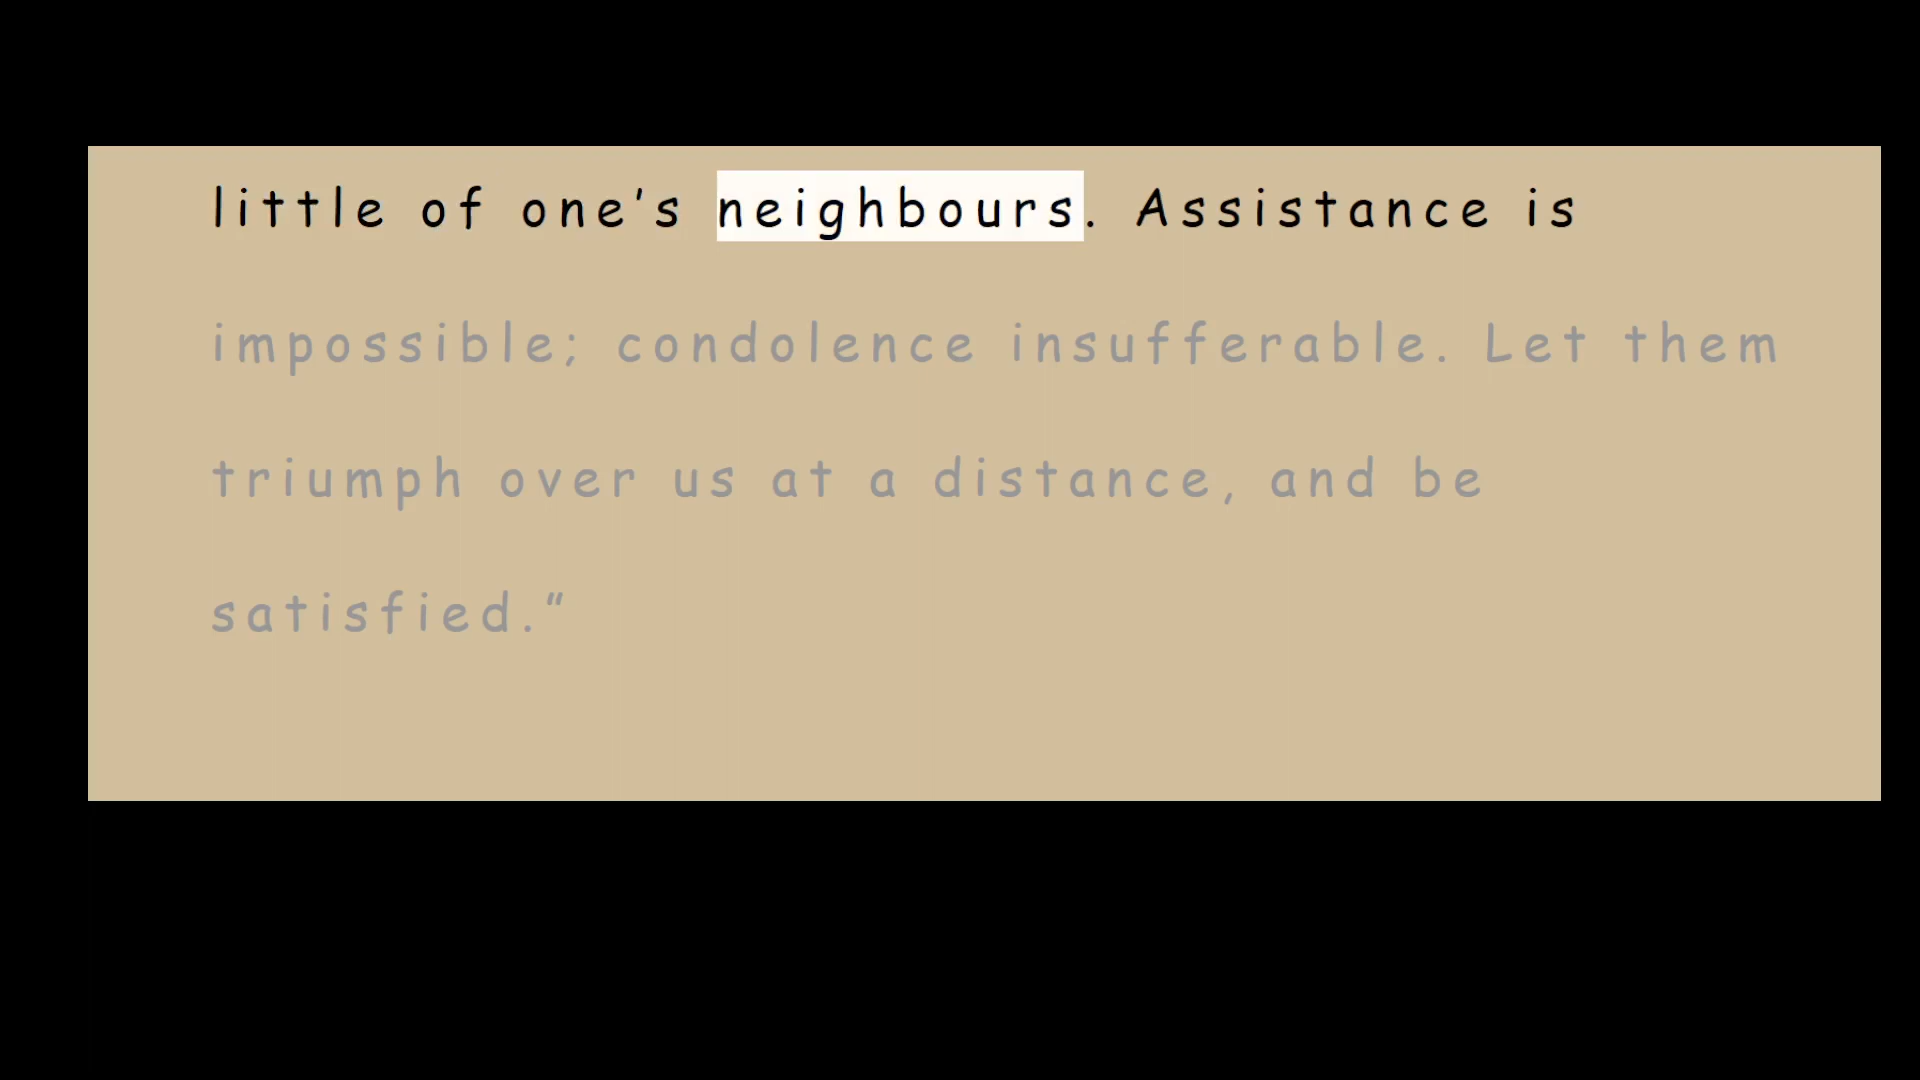 little of one’s neighbours. Assistance is
impossible; condolence insufferable. Let them
triumph over us at a distance, and be
satisfied.”